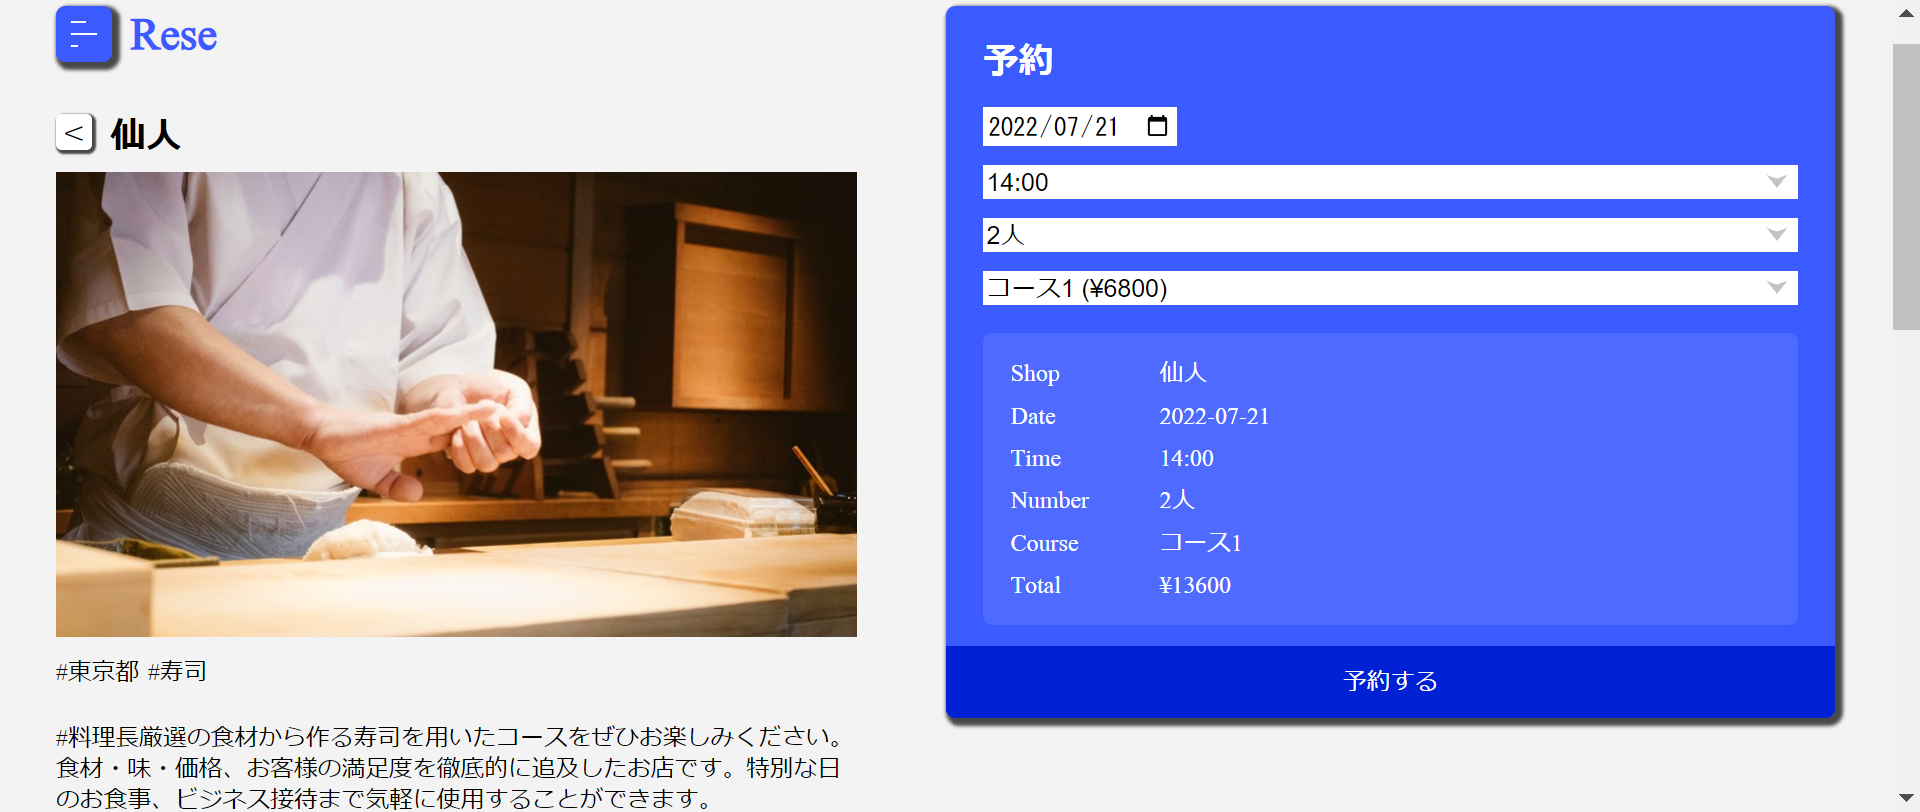 Rese
< 仙人
#東京都 #寿司
#料理長厳選の食材から作る寿司を用いたコースをぜひお楽しみください。
食材・味・価格、お客様の満足度を徹底的に追及したお店です。特別な日
のお食事、ビジネス接待まで気軽に使用することができます。
予約
2022/07/21
14:00
2人
コース1 (¥6800)
Shop 仙人
Date 2022-07-21
Time 14:00
Number 2人
Course コース1
Total ¥13600
予約する